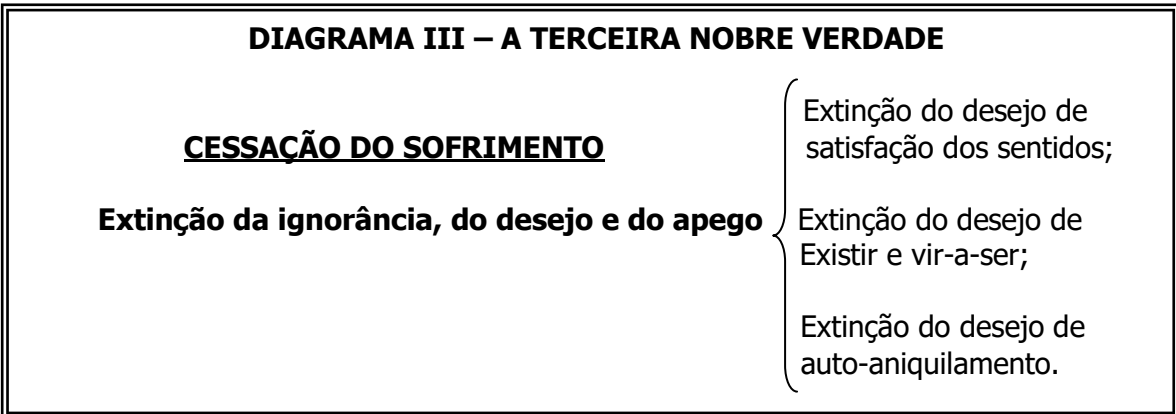 DIAGRAMA III – A TERCEIRA NOBRE VERDADE
CESSAÇÃO DO SOFRIMENTO
Extinção da ignorância, do desejo e do apego
Extinção do desejo de
satisfação dos sentidos;
Extinção do desejo de
Existir e vir-a-ser;
Extinção do desejo de
auto-aniquilamento.